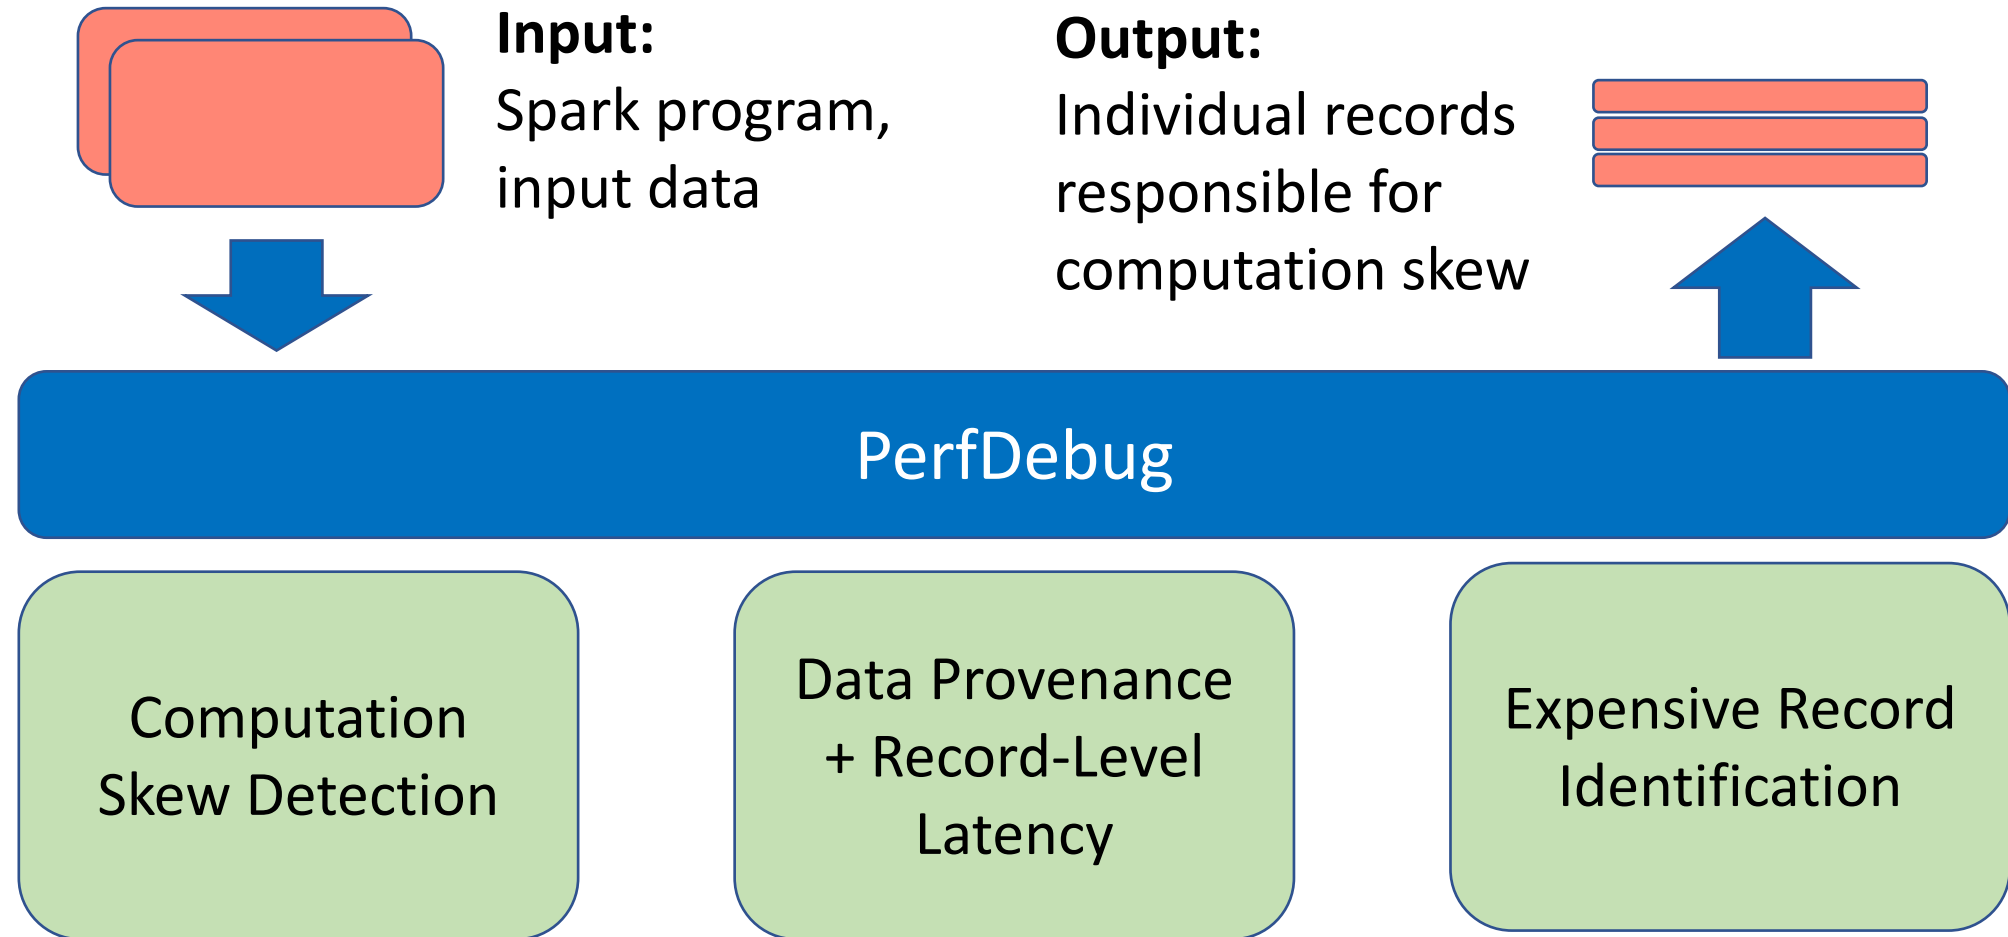 Input:
Spark program,
input data
Output:
Individual records
responsible for
computation skew
PerfDebug
Computation
Skew Detection
Data Provenance
+ Record-Level
Latency
Expensive Record
Identification